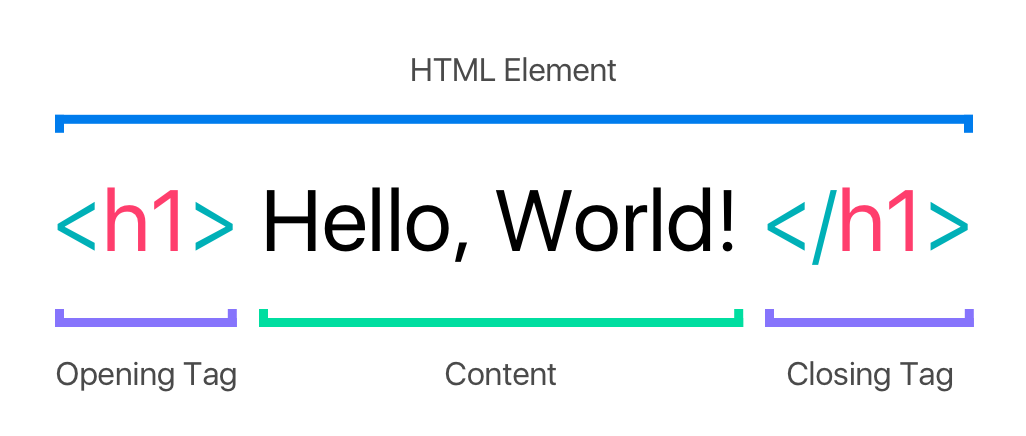 HTML Element
<h1> Hello, World! </h1>
Opening Tag Content Closing Tag